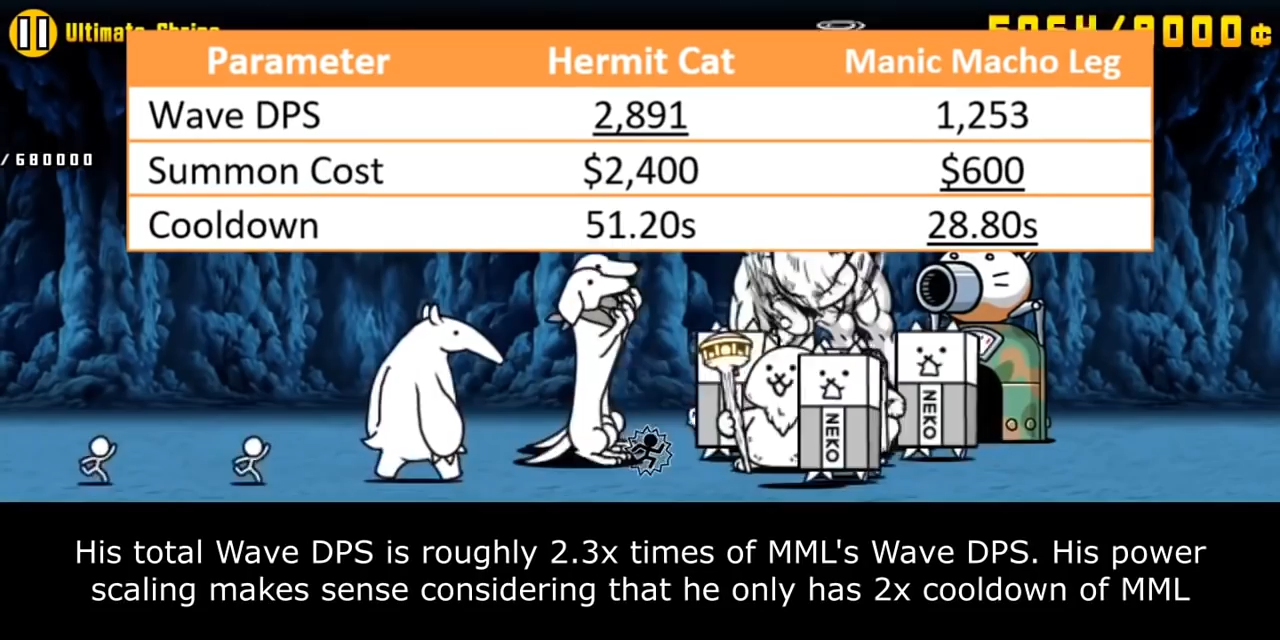 Parameter Hermit Cat Manic Macho Leg
Wave DPS 2,891 1,253
/680000
Summon Cost $2,400 $600
Cooldown 51.20s 28.80s
NEKO
NEKO
His total Wave DPS is roughly 2.3x times of MML's Wave DPS. His power
scaling makes sense considering that he only has 2x cooldown of MML